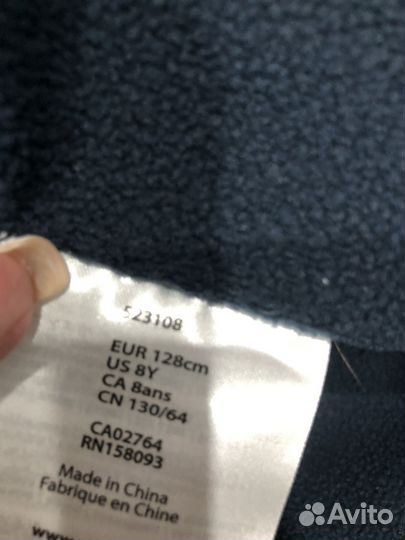 523108
EUR 128cm
US 8Y
CA 8ans
CN 130/64
CA02764
RN158093
Made in China
Fabrique en Chine
www.
Avito